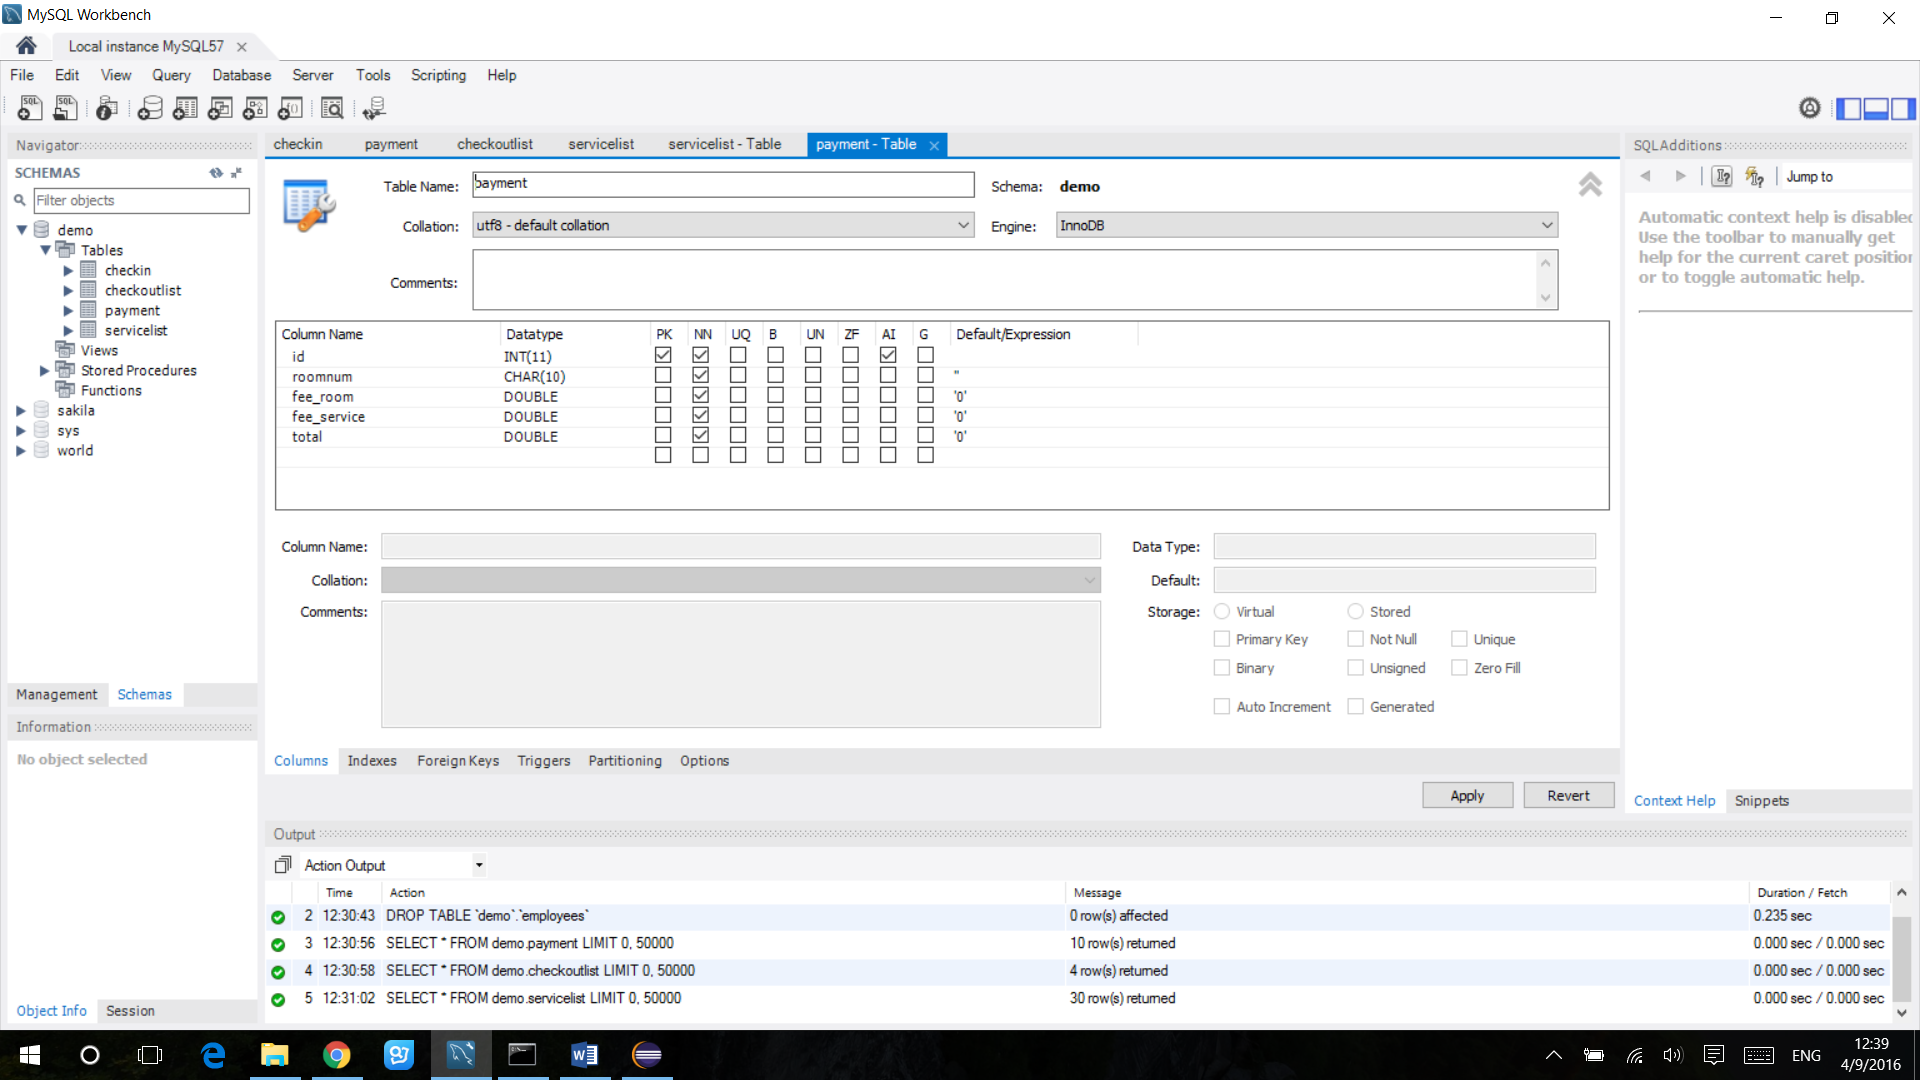 MySQL Workbench
Local instance MySQL57
File Edit View Query Database Server Tools Scripting Help
Navigator
SCHEMAS
Filter objects
demo
Tables
checkin
checkoutlist
payment
servicelist
Views
Stored Procedures
Functions
sakila
sys
world
Management Schemas
Information
No object selected
Object Info Session
checkin payment checkoutlist servicelist servicelist - Table payment - Table
Table Name: payment Schema: demo
Collation: utf8 - default collation Engine: InnoDB
Comments:
Column Name Datatype PK NN UQ B UN ZF AI G Default/Expression
id INT(11)
roomnum CHAR(10) ''
fee_room DOUBLE '0'
fee_service DOUBLE '0'
total DOUBLE '0'
Column Name: Data Type:
Collation: Default:
Comments: Storage: Virtual Stored
Primary Key Not Null Unique
Binary Unsigned Zero Fill
Auto Increment Generated
Columns Indexes Foreign Keys Triggers Partitioning Options
Apply Revert
SQLAdditions
Jump to
Automatic context help is disabled
Use the toolbar to manually get
help for the current caret position
or to toggle automatic help.
Context Help Snippets
Output
Action Output
Time Action Message Duration / Fetch
2 12:30:43 DROP TABLE `demo`.`employees` 0 row(s) affected 0.235 sec
3 12:30:56 SELECT * FROM demo.payment LIMIT 0, 50000 10 row(s) returned 0.000 sec / 0.000 sec
4 12:30:58 SELECT * FROM demo.checkoutlist LIMIT 0, 50000 4 row(s) returned 0.000 sec / 0.000 sec
5 12:31:02 SELECT * FROM demo.servicelist LIMIT 0, 50000 30 row(s) returned 0.000 sec / 0.000 sec
ENG
12:39
4/9/2016